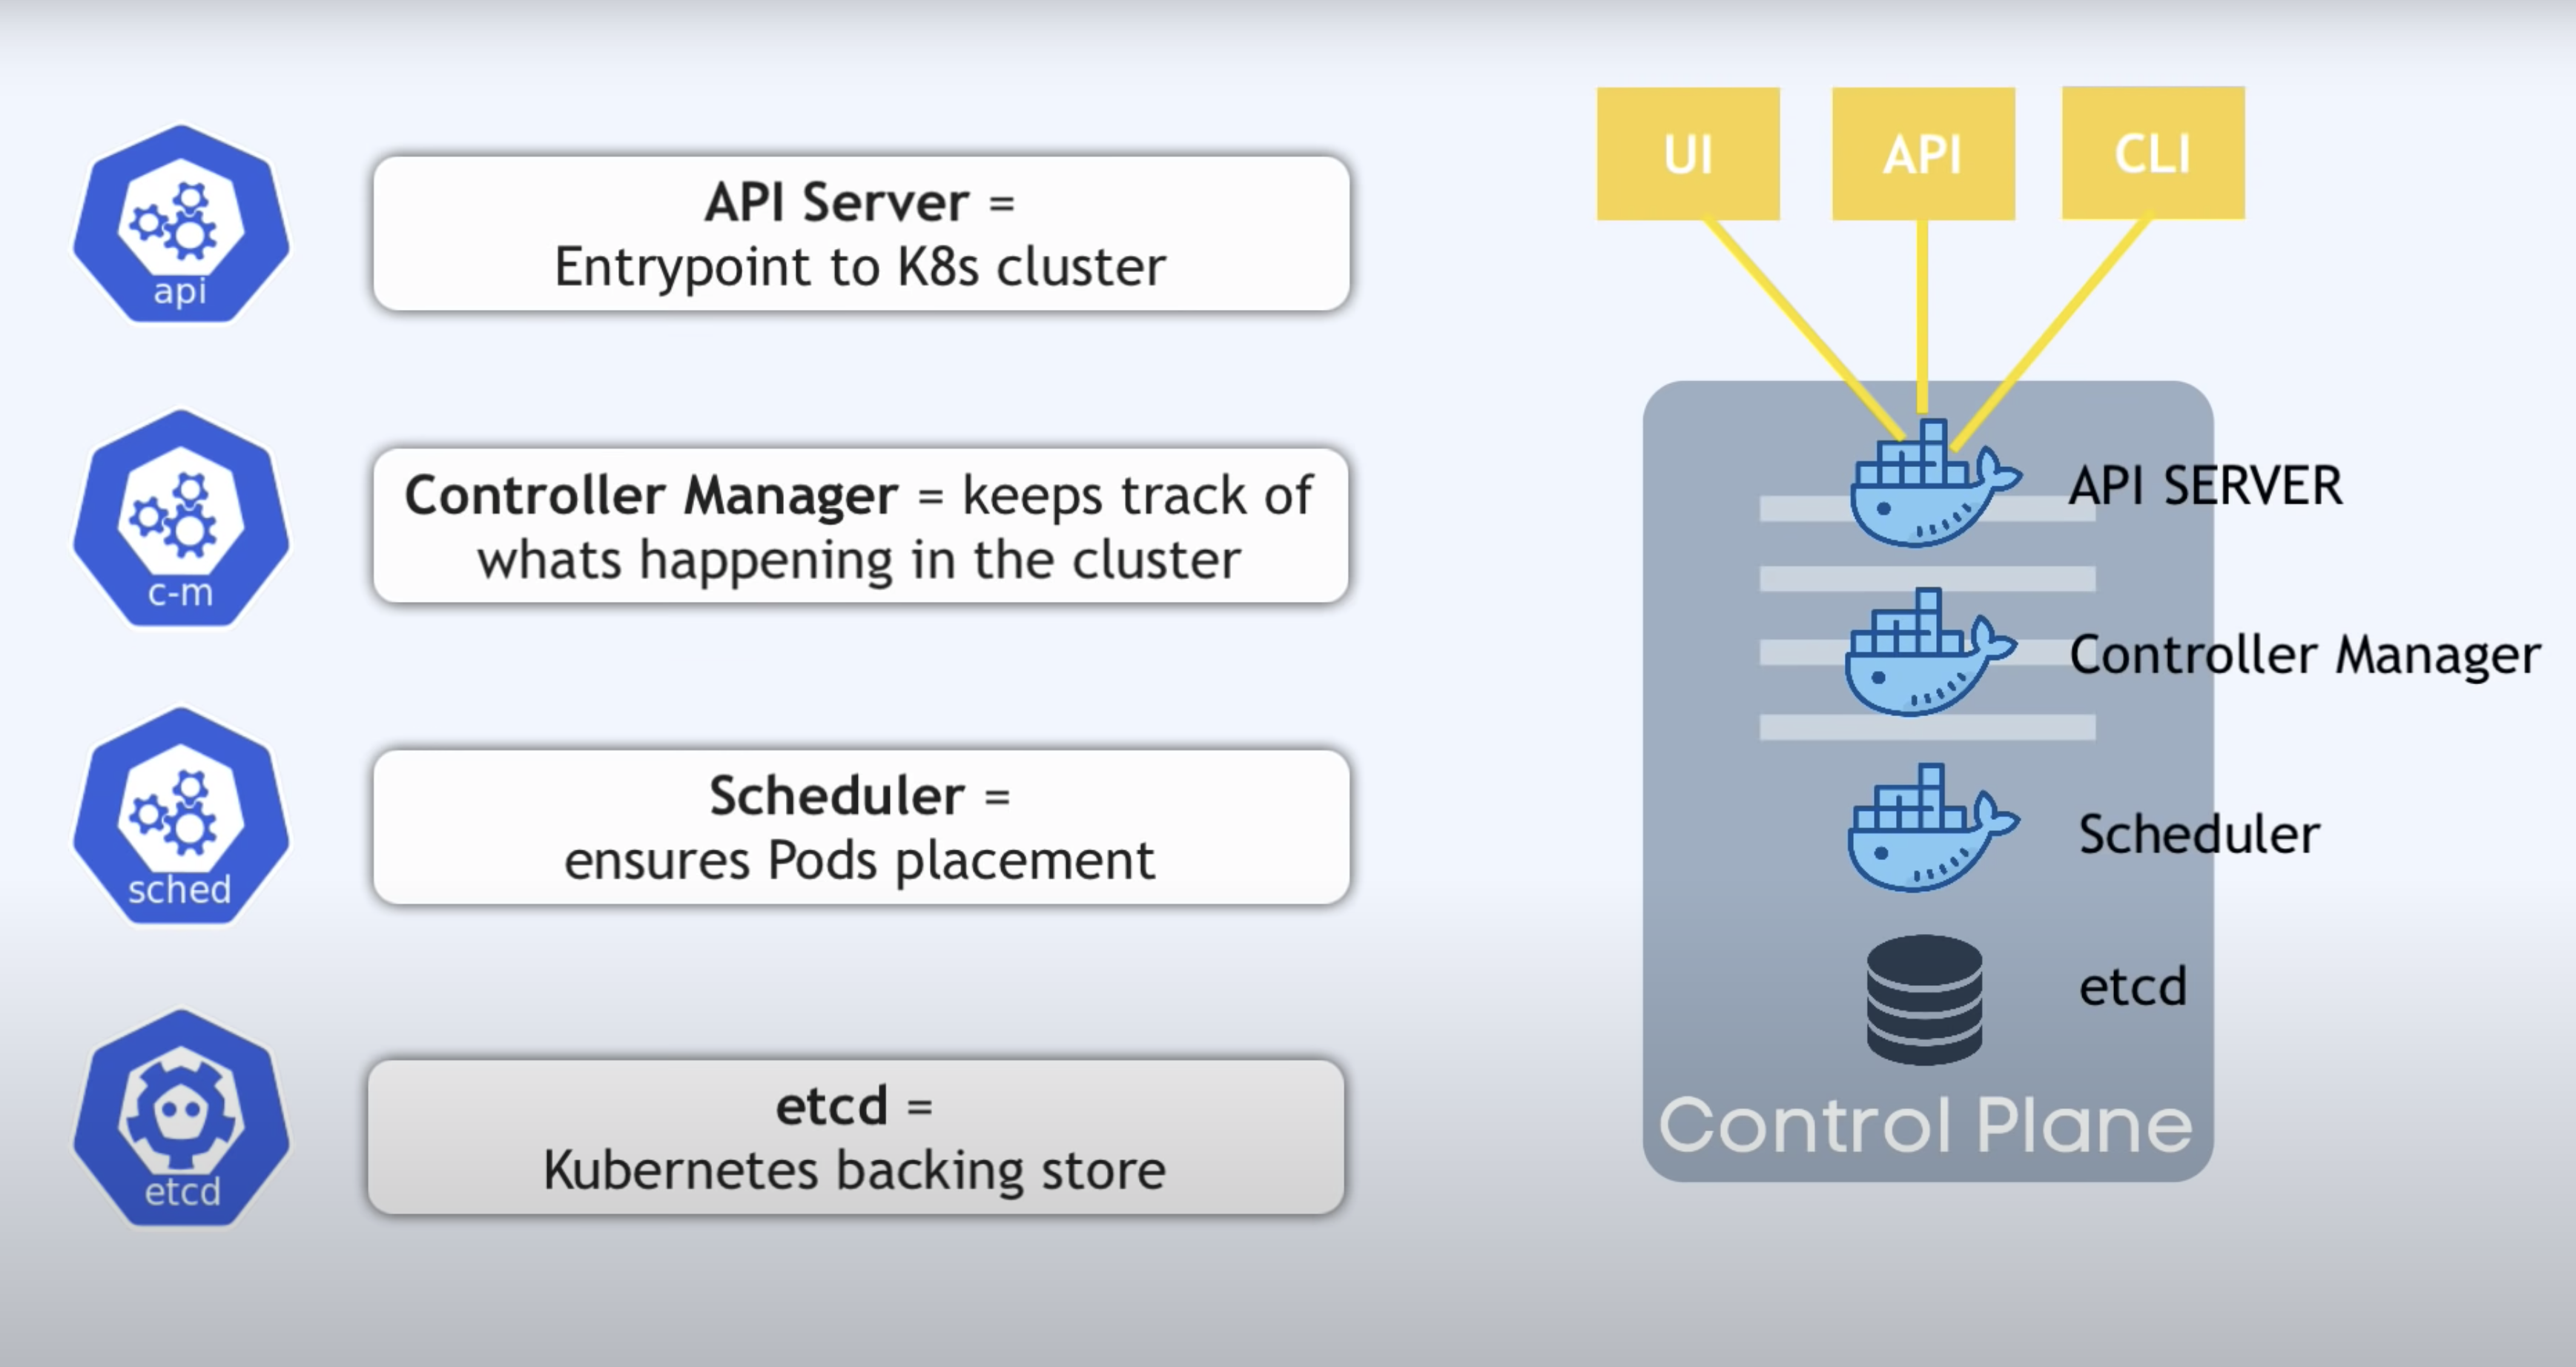 api
API Server =
Entrypoint to K8s cluster
c-m
Controller Manager = keeps track of
whats happening in the cluster
sched
Scheduler =
ensures Pods placement
etcd
etcd =
Kubernetes backing store
UI
API
CLI
API SERVER
Controller Manager
Scheduler
etcd
Control Plane